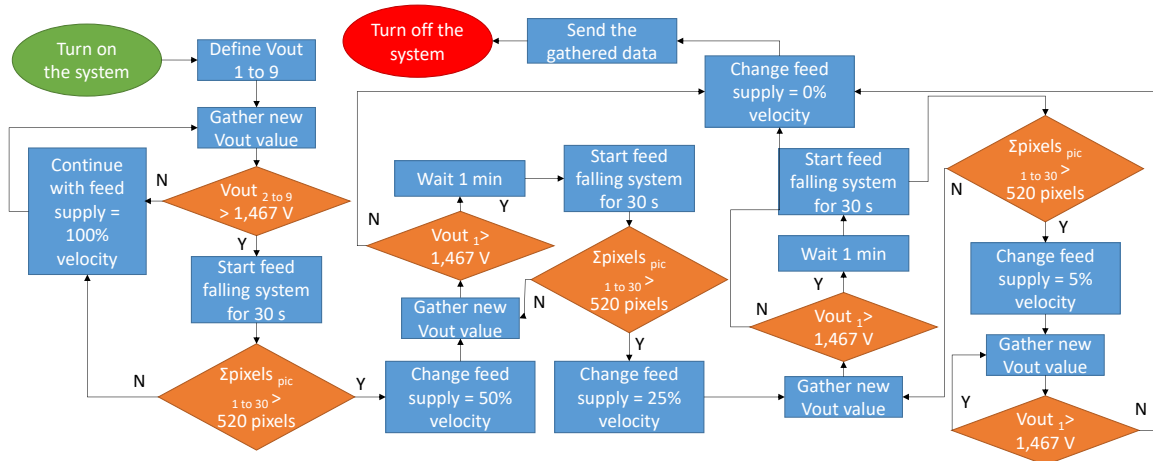 Turn on
the system
Define Vout
1 to 9
Gather new
Vout value
Continue
with feed
supply =
100%
velocity
N
Vout 2 to 9
> 1,467 V
Y
Start feed
falling system
for 30 s
N
Σpixels pic
1 to 30 >
520 pixels
Y
Turn off the
system
Send the
gathered data
Change feed
supply = 0%
velocity
Wait 1 min
Y
N
Vout 1>
1,467 V
Gather new
Vout value
Change feed
supply = 50%
velocity
Start feed
falling system
for 30 s
Σpixels pic
1 to 30 >
520 pixels
N
Y
Change feed
supply = 25%
velocity
Start feed
falling system
for 30 s
Wait 1 min
Y
N
Vout 1>
1,467 V
Gather new
Vout value
Σpixels pic
1 to 30 >
520 pixels
N
Y
Change feed
supply = 5%
velocity
Gather new
Vout value
Y
N
Vout 1>
1,467 V